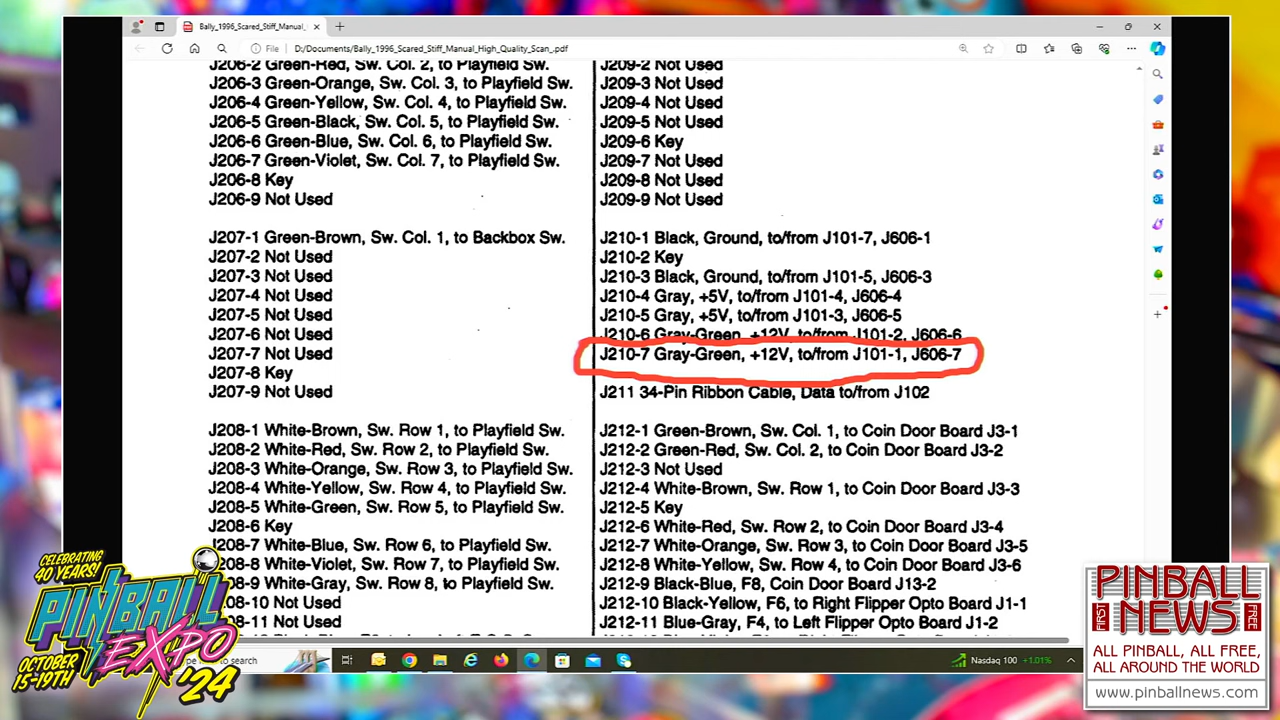 Bally_1996_Scared_Stiff_Manual_
File
D:/Documents/Bally_1996_Scared_Stiff_Manual_High_Quality_Scan_.pdf
J206-2 Green-Red, Sw. Col. 2, to Playfield Sw.
J206-3 Green-Orange, Sw. Col. 3, to Playfield Sw.
J206-4 Green-Yellow, Sw. Col. 4, to Playfield Sw.
J206-5 Green-Black, Sw. Col. 5, to Playfield Sw.
J206-6 Green-Blue, Sw. Col. 6, to Playfield Sw.
J206-7 Green-Violet, Sw. Col. 7, to Playfield Sw.
J206-8 Key
J206-9 Not Used
J207-1 Green-Brown, Sw. Col. 1, to Backbox Sw.
J207-2 Not Used
J207-3 Not Used
J207-4 Not Used
J207-5 Not Used
J207-6 Not Used
J207-7 Not Used
J207-8 Key
J207-9 Not Used
J208-1 White-Brown, Sw. Row 1, to Playfield Sw.
J208-2 White-Red, Sw. Row 2, to Playfield Sw.
J208-3 White-Orange, Sw. Row 3, to Playfield Sw.
J208-4 White-Yellow, Sw. Row 4, to Playfield Sw.
J208-5 White-Green, Sw. Row 5, to Playfield Sw.
J208-6 Key
J208-7 White-Blue, Sw. Row 6, to Playfield Sw.
-8 White-Violet, Sw. Row 7, to Playfield Sw.
208-9 White-Gray, Sw. Row 8, to Playfield Sw.
08-10 Not Used
08-11 Not Used
J209-2 Not Used
J209-3 Not Used
J209-4 Not Used
J209-5 Not Used
J209-6 Key
J209-7 Not Used
J209-8 Not Used
J209-9 Not Used
J210-1 Black, Ground, to/from J101-7, J606-1
J210-2 Key
J210-3 Black, Ground, to/from J101-5, J606-3
J210-4 Gray, +5V, to/from J101-4, J606-4
J210-5 Gray, +5V, to/from J101-3, J606-5
J210-6 Gray-Green, +12V, to/from J101-2, J606-6
J210-7 Gray-Green, +12V, to/from J101-1, J606-7
J211 34-Pin Ribbon Cable, Data to/from J102
J212-1 Green-Brown, Sw. Col. 1, to Coin Door Board J3-1
J212-2 Green-Red, Sw. Col. 2, to Coin Door Board J3-2
J212-3 Not Used
J212-4 White-Brown, Sw. Row 1, to Coin Door Board J3-3
J212-5 Key
J212-6 White-Red, Sw. Row 2, to Coin Door Board J3-4
J212-7 White-Orange, Sw. Row 3, to Coin Door Board J3-5
J212-8 White-Yellow, Sw. Row 4, to Coin Door Board J3-6
J212-9 Black-Blue, F8, Coin Door Board J13-2
J212-10 Black-Yellow, F6, to Right Flipper Opto Board J1-1
J212-11 Blue-Gray, F4, to Left Flipper Opto Board J1-2
here to search
Nasdaq 100 +1.01%
CELEBRATING
40 YEARS!
PINBALL
EXPO
OCTOBER
15-19TH
'24
PINBALL
FIRST NEWS FREE
ALL PINBALL, ALL FREE,
ALL AROUND THE WORLD
www.pinballnews.com